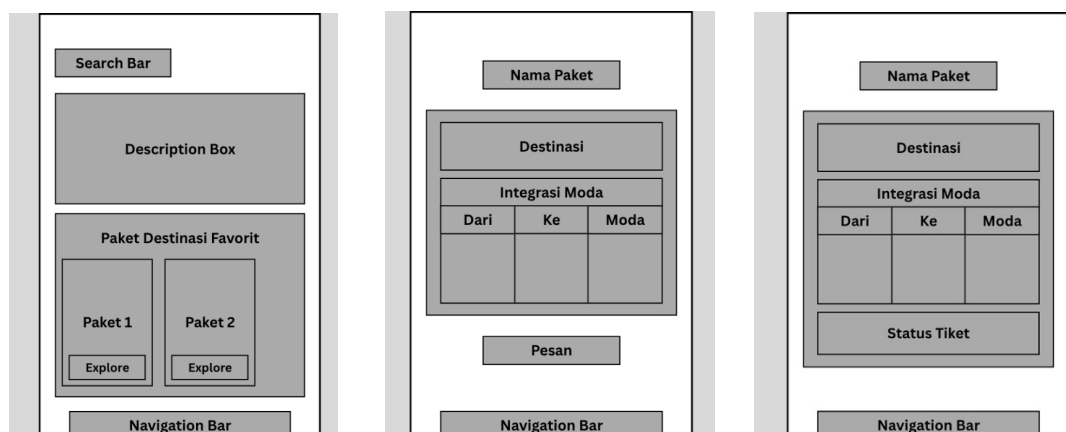 Search Bar
Description Box
Paket Destinasi Favorit
Paket 1
Paket 2
Explore
Explore
Navigation Bar
Nama Paket
Destinasi
Integrasi Moda
Dari Ke Moda
Pesan
Navigation Bar
Nama Paket
Destinasi
Integrasi Moda
Dari Ke Moda
Status Tiket
Navigation Bar